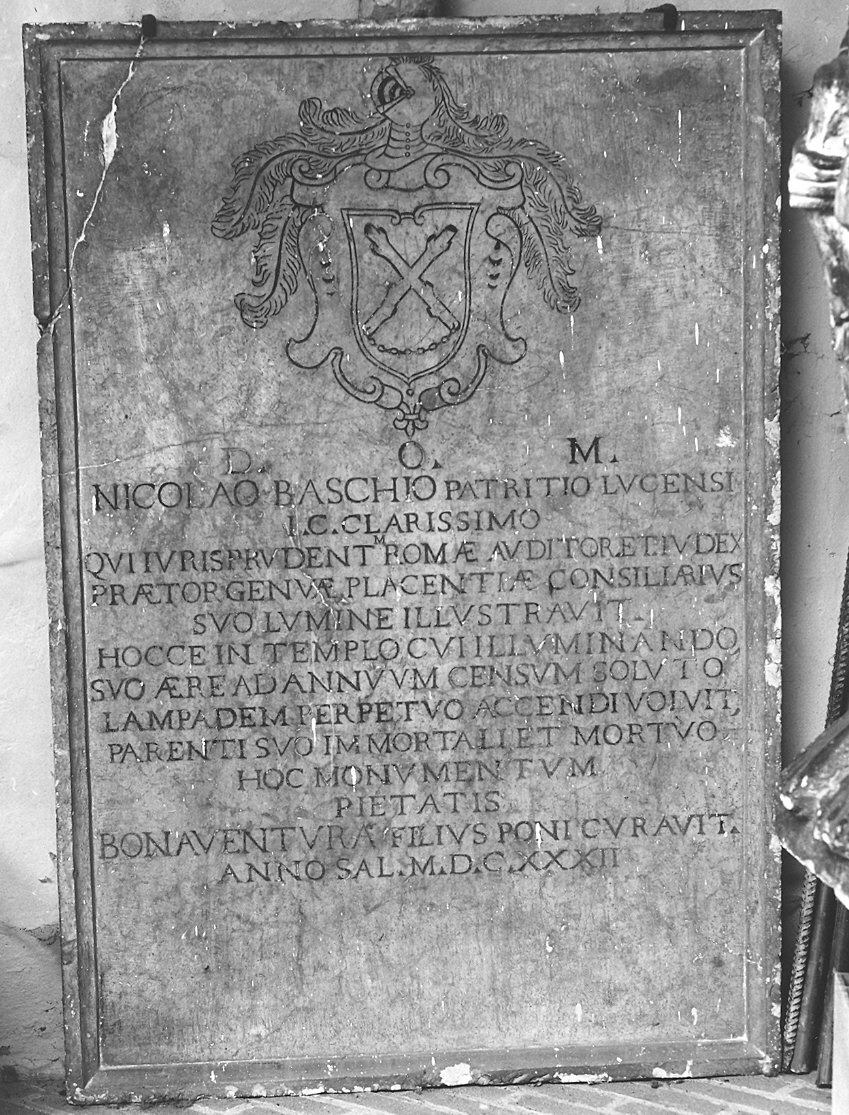 D. O. M.
NICOLAO BASCHIO PATRITIO LVCENSI
I.C. CLARISSIMO
QVI IVRISPRVDENT.M ROMÆ AVDITOR.ET.IVDEX
PRÆTOR GENVÆ PLACENTIÆ CONSILIARIVS
SVO LVMINE ILLVSTRAVIT.
HOCCE IN TEMPLO, CVI ILLVMINANDO,
SVO ÆRE AD ANNVVM CENSVM SOLVTO
LAMPADEM PERPETVO ACCENDI VOLVIT,
PARENTI SVO IMMORTALI ET MORTVO
HOC MONVMENTVM
PIETATIS
BONAVENTVRA FILIVS PONI CVRAVIT.
ANNO SAL.M.D.C.XXXII